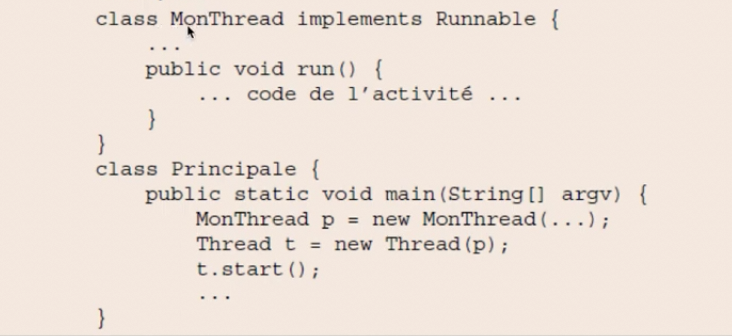 class MonThread implements Runnable {
...
public void run() {
... code de l'activité ...
}
}
class Principale {
public static void main(String[] argv) {
MonThread p = new MonThread(...);
Thread t = new Thread(p);
t.start();
...
}